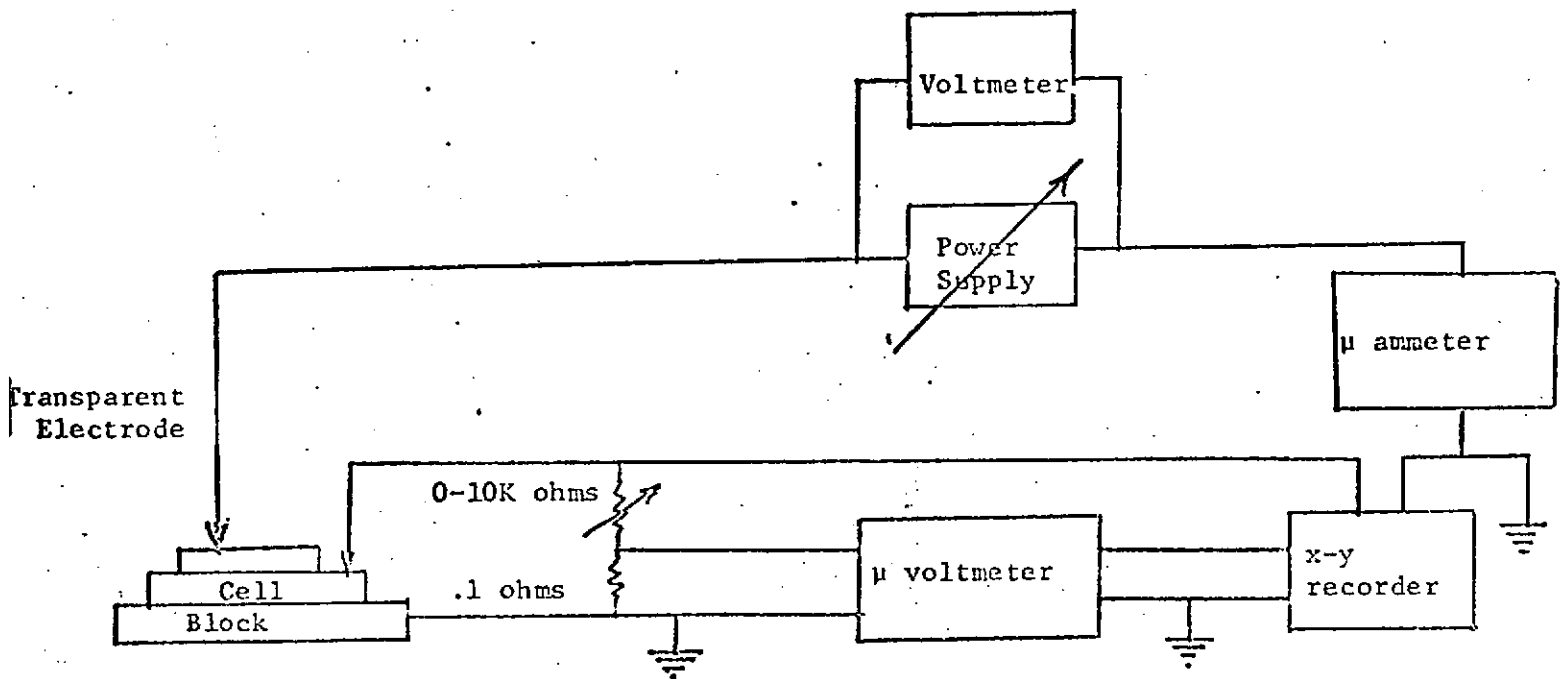 Voltmeter
Power
Supply
µ ammeter
Transparent
Electrode
0-10K ohms
.1 ohms
µ voltmeter
x-y
recorder
Cell
Block